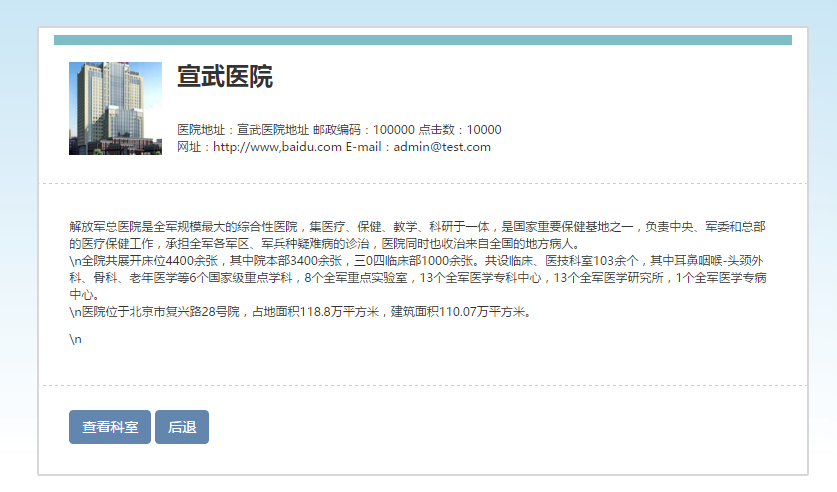 宣武医院
医院地址：宣武医院地址 邮政编码：100000 点击数：10000
网址：http://www,baidu.com E-mail：admin@test.com
解放军总医院是全军规模最大的综合性医院，集医疗、保健、教学、科研于一体，是国家重要保健基地之一，负责中央、军委和总部
的医疗保健工作，承担全军各军区、军兵种疑难病的诊治，医院同时也收治来自全国的地方病人。
\n全院共展开床位4400余张，其中院本部3400余张，三0四临床部1000余张。共设临床、医技科室103余个，其中耳鼻咽喉-头颈外
科、骨科、老年医学等6个国家级重点学科，8个全军重点实验室，13个全军医学专科中心，13个全军医学研究所，1个全军医学专病
中心。
\n医院位于北京市复兴路28号院，占地面积118.8万平方米，建筑面积110.07万平方米。
\n
查看科室 后退